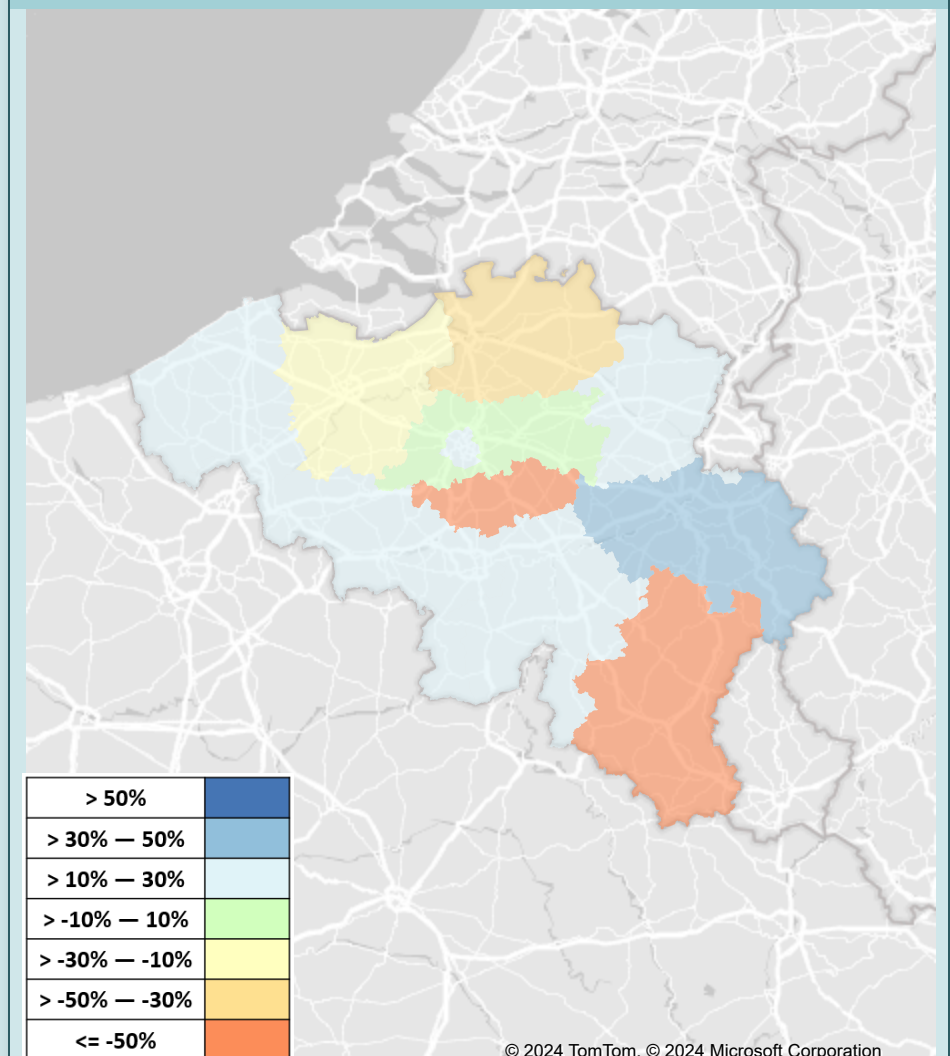 > 50%
> 30% — 50%
> 10% — 30%
> -10% — 10%
> -30% — -10%
> -50% — -30%
<= -50%
© 2024 TomTom, © 2024 Microsoft Corporation